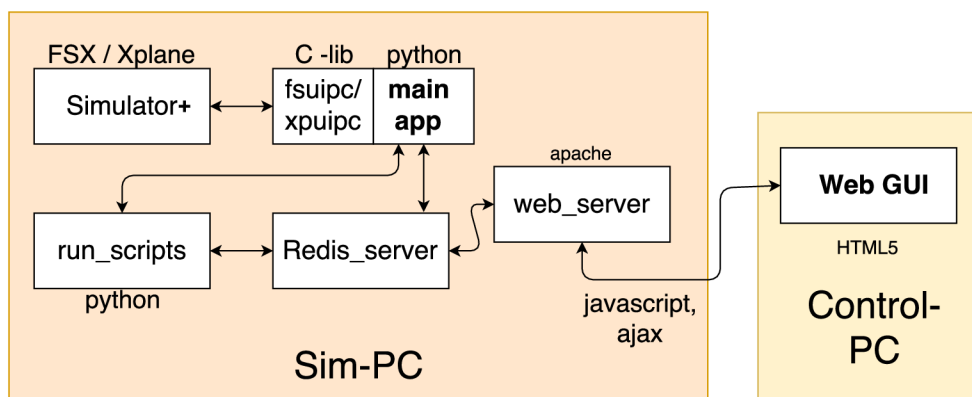 FSX / Xplane
C -lib
python
Simulator+
fsuipc/
xpuipc
main
app
apache
web_server
Web GUI
HTML5
run_scripts
Redis_server
python
javascript,
ajax
Sim-PC
Control-
PC